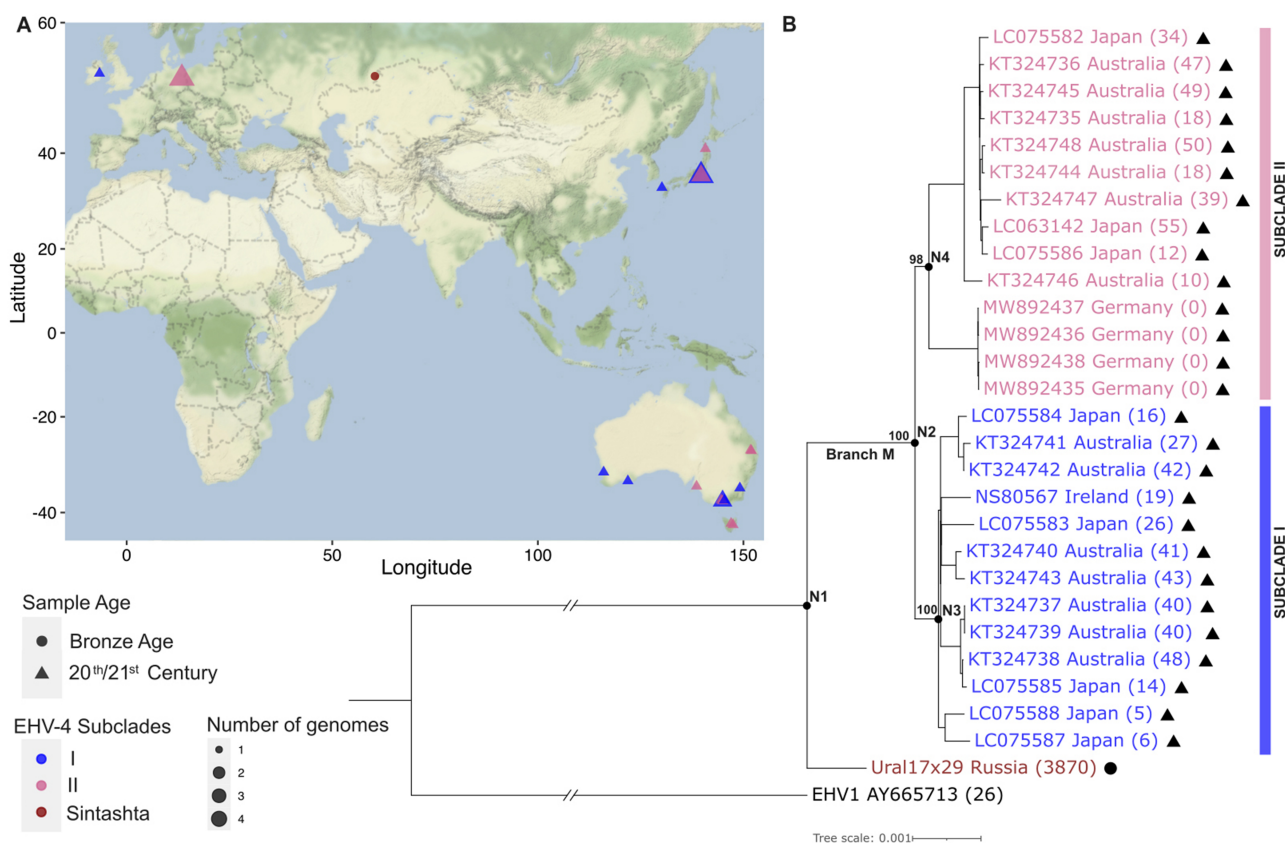 A
60
40
20
0
-20
-40
Latitude
0
50
100
150
Longitude
Sample Age
Bronze Age
20th/21st Century
EHV-4 Subclades
I
II
Sintashta
Number of genomes
1
2
3
4
B
LC075582 Japan (34)
KT324736 Australia (47)
KT324745 Australia (49)
KT324735 Australia (18)
KT324748 Australia (50)
KT324744 Australia (18)
KT324747 Australia (39)
LC063142 Japan (55)
LC075586 Japan (12)
KT324746 Australia (10)
MW892437 Germany (0)
MW892436 Germany (0)
MW892438 Germany (0)
MW892435 Germany (0)
LC075584 Japan (16)
KT324741 Australia (27)
KT324742 Australia (42)
NS80567 Ireland (19)
LC075583 Japan (26)
KT324740 Australia (41)
KT324743 Australia (43)
KT324737 Australia (40)
KT324739 Australia (40)
KT324738 Australia (48)
LC075585 Japan (14)
LC075588 Japan (5)
LC075587 Japan (6)
Ural17x29 Russia (3870)
EHV1 AY665713 (26)
98 N4
100 N2
Branch M
100 N3
N1
SUBCLADE II
SUBCLADE I
Tree scale: 0.001